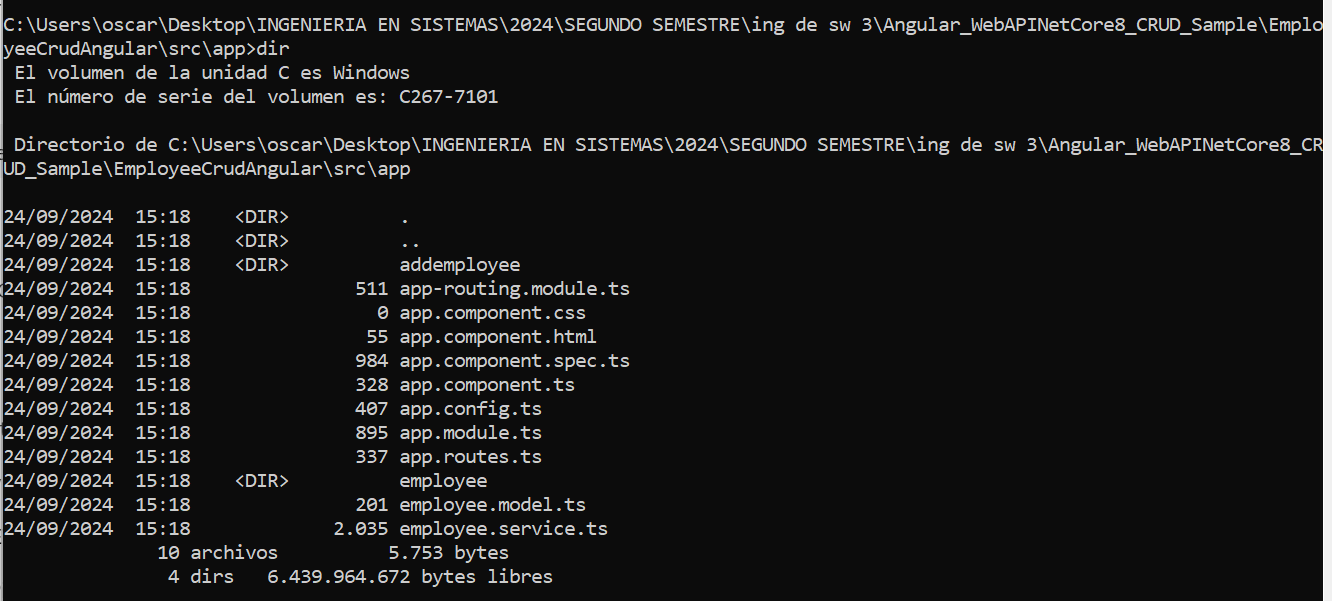 C:\Users\oscar\Desktop\INGENIERIA EN SISTEMAS\2024\SEGUNDO SEMESTRE\ing de sw 3\Angular_WebAPINetCore8_CRUD_Sample\Emplo
yeeCrudAngular\src\app>dir
 El volumen de la unidad C es Windows
 El número de serie del volumen es: C267-7101

 Directorio de C:\Users\oscar\Desktop\INGENIERIA EN SISTEMAS\2024\SEGUNDO SEMESTRE\ing de sw 3\Angular_WebAPINetCore8_CR
UD_Sample\EmployeeCrudAngular\src\app

24/09/2024  15:18    <DIR>          .
24/09/2024  15:18    <DIR>          ..
24/09/2024  15:18    <DIR>          addemployee
24/09/2024  15:18               511 app-routing.module.ts
24/09/2024  15:18                 0 app.component.css
24/09/2024  15:18                55 app.component.html
24/09/2024  15:18               984 app.component.spec.ts
24/09/2024  15:18               328 app.component.ts
24/09/2024  15:18               407 app.config.ts
24/09/2024  15:18               895 app.module.ts
24/09/2024  15:18               337 app.routes.ts
24/09/2024  15:18    <DIR>          employee
24/09/2024  15:18               201 employee.model.ts
24/09/2024  15:18             2.035 employee.service.ts
              10 archivos          5.753 bytes
               4 dirs   6.439.964.672 bytes libres